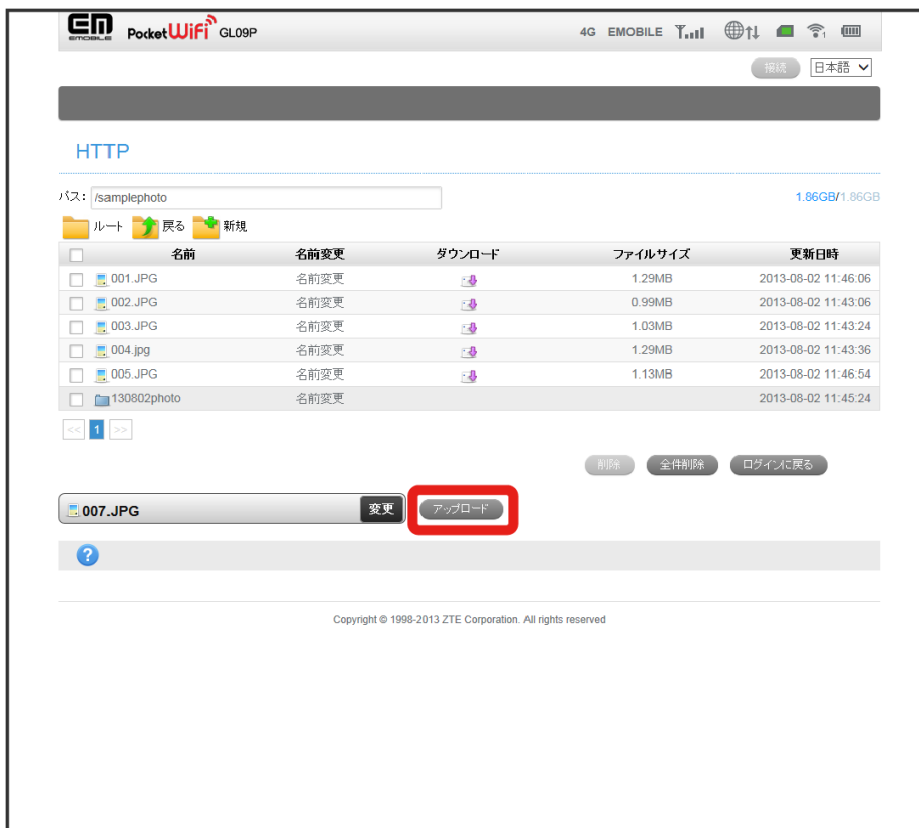 EM EMOBILE PocketWiFi GL09P 4G EMOBILE 1
接続 日本語
HTTP
パス: /samplephoto 1.86GB/1.86GB
ルート 戻る 新規
名前 名前変更 ダウンロード ファイルサイズ 更新日時
001.JPG 名前変更 1.29MB 2013-08-02 11:46:06
002.JPG 名前変更 0.99MB 2013-08-02 11:43:06
003.JPG 名前変更 1.03MB 2013-08-02 11:43:24
004.jpg 名前変更 1.29MB 2013-08-02 11:43:36
005.JPG 名前変更 1.13MB 2013-08-02 11:46:54
130802photo 名前変更 2013-08-02 11:45:24
<< 1 >>
削除 全件削除 ログインに戻る
007.JPG 変更 アップロード
?
Copyright © 1998-2013 ZTE Corporation. All rights reserved